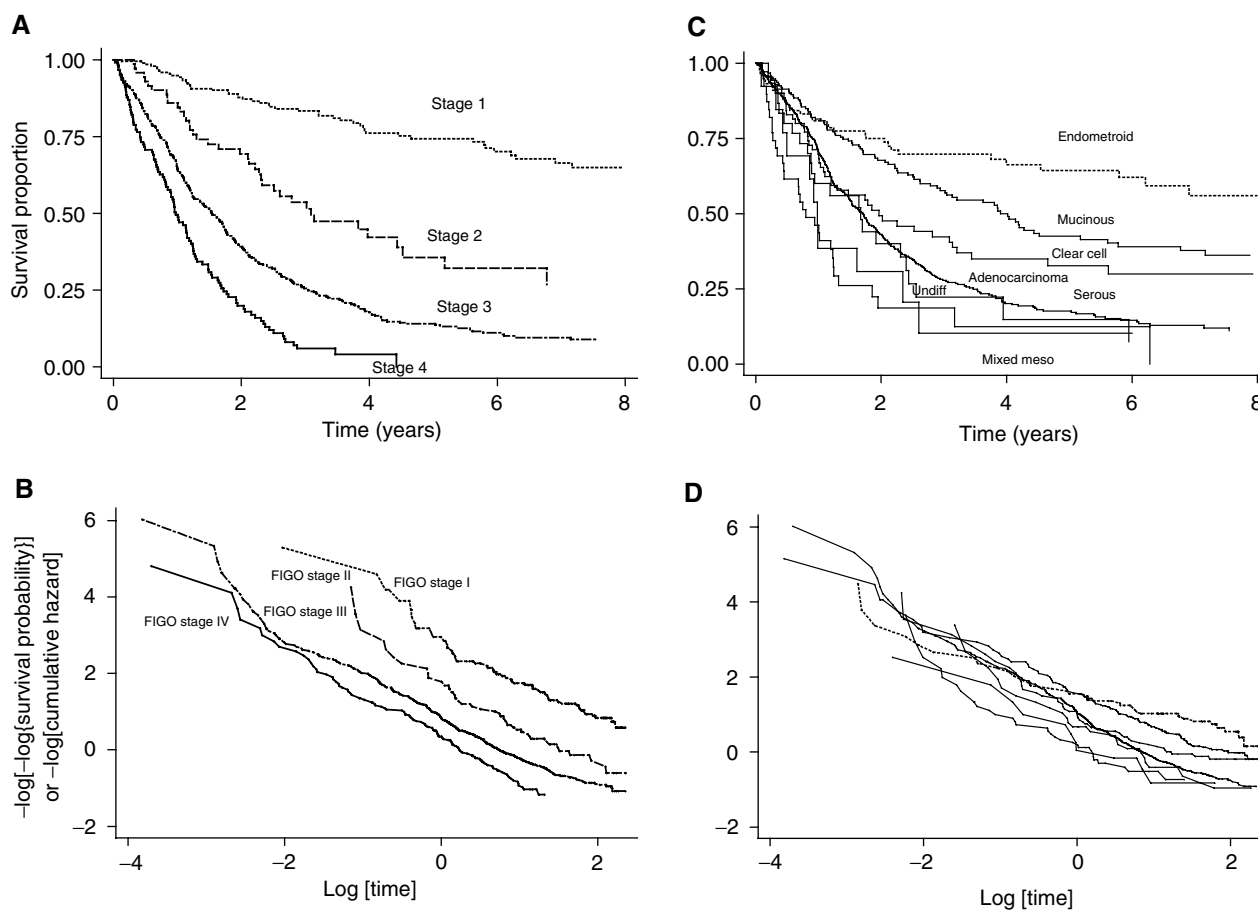 A
1.00
0.75
0.50
0.25
0.00
Survival proportion
Stage 1
Stage 2
Stage 3
Stage 4
0 2 4 6 8
Time (years)
C
1.00
0.75
0.50
0.25
0.00
Endometroid
Mucinous
Clear cell
Adenocarcinoma
Undiff
Serous
Mixed meso
0 2 4 6 8
Time (years)
B
6
4
2
0
−2
−log[−log{survival probability}]
or −log[cumulative hazard]
FIGO stage II
FIGO stage I
FIGO stage III
FIGO stage IV
−4 −2 0 2
Log [time]
D
6
4
2
0
−2
−4 −2 0 2
Log [time]